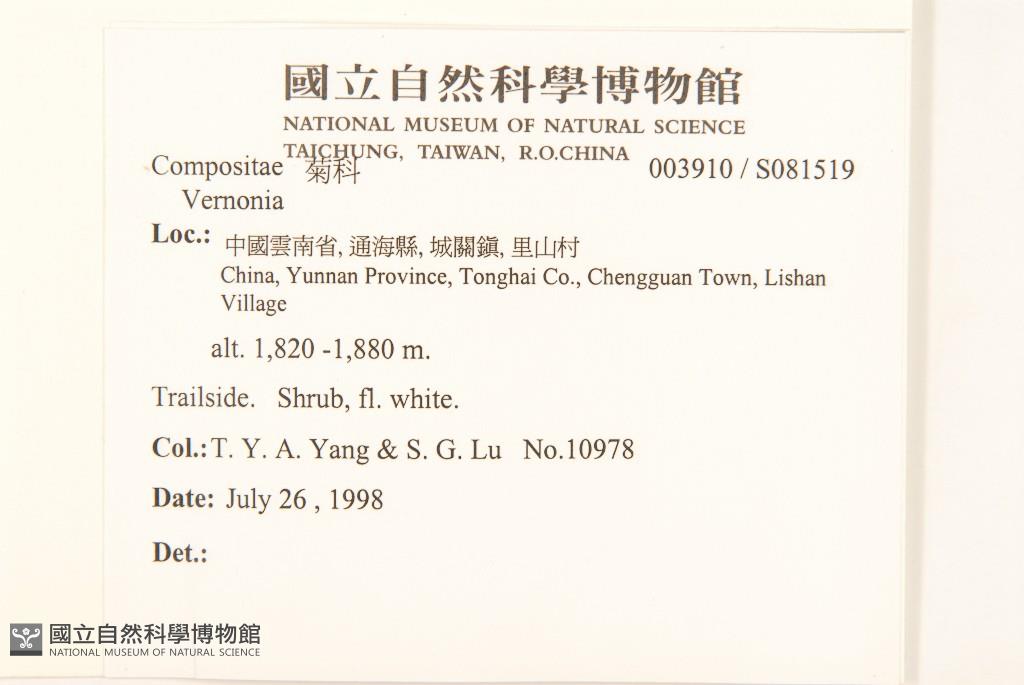 國立自然科學博物館
NATIONAL MUSEUM OF NATURAL SCIENCE
TAICHUNG, TAIWAN, R.O.CHINA
Compositae 菊科 003910 / S081519
Vernonia
Loc.: 中國雲南省, 通海縣, 城關鎮, 里山村
China, Yunnan Province, Tonghai Co., Chengguan Town, Lishan
Village
alt. 1,820 -1,880 m.
Trailside. Shrub, fl. white.
Col.: T. Y. A. Yang & S. G. Lu No.10978
Date: July 26 , 1998
Det.:
國立自然科學博物館
NATIONAL MUSEUM OF NATURAL SCIENCE